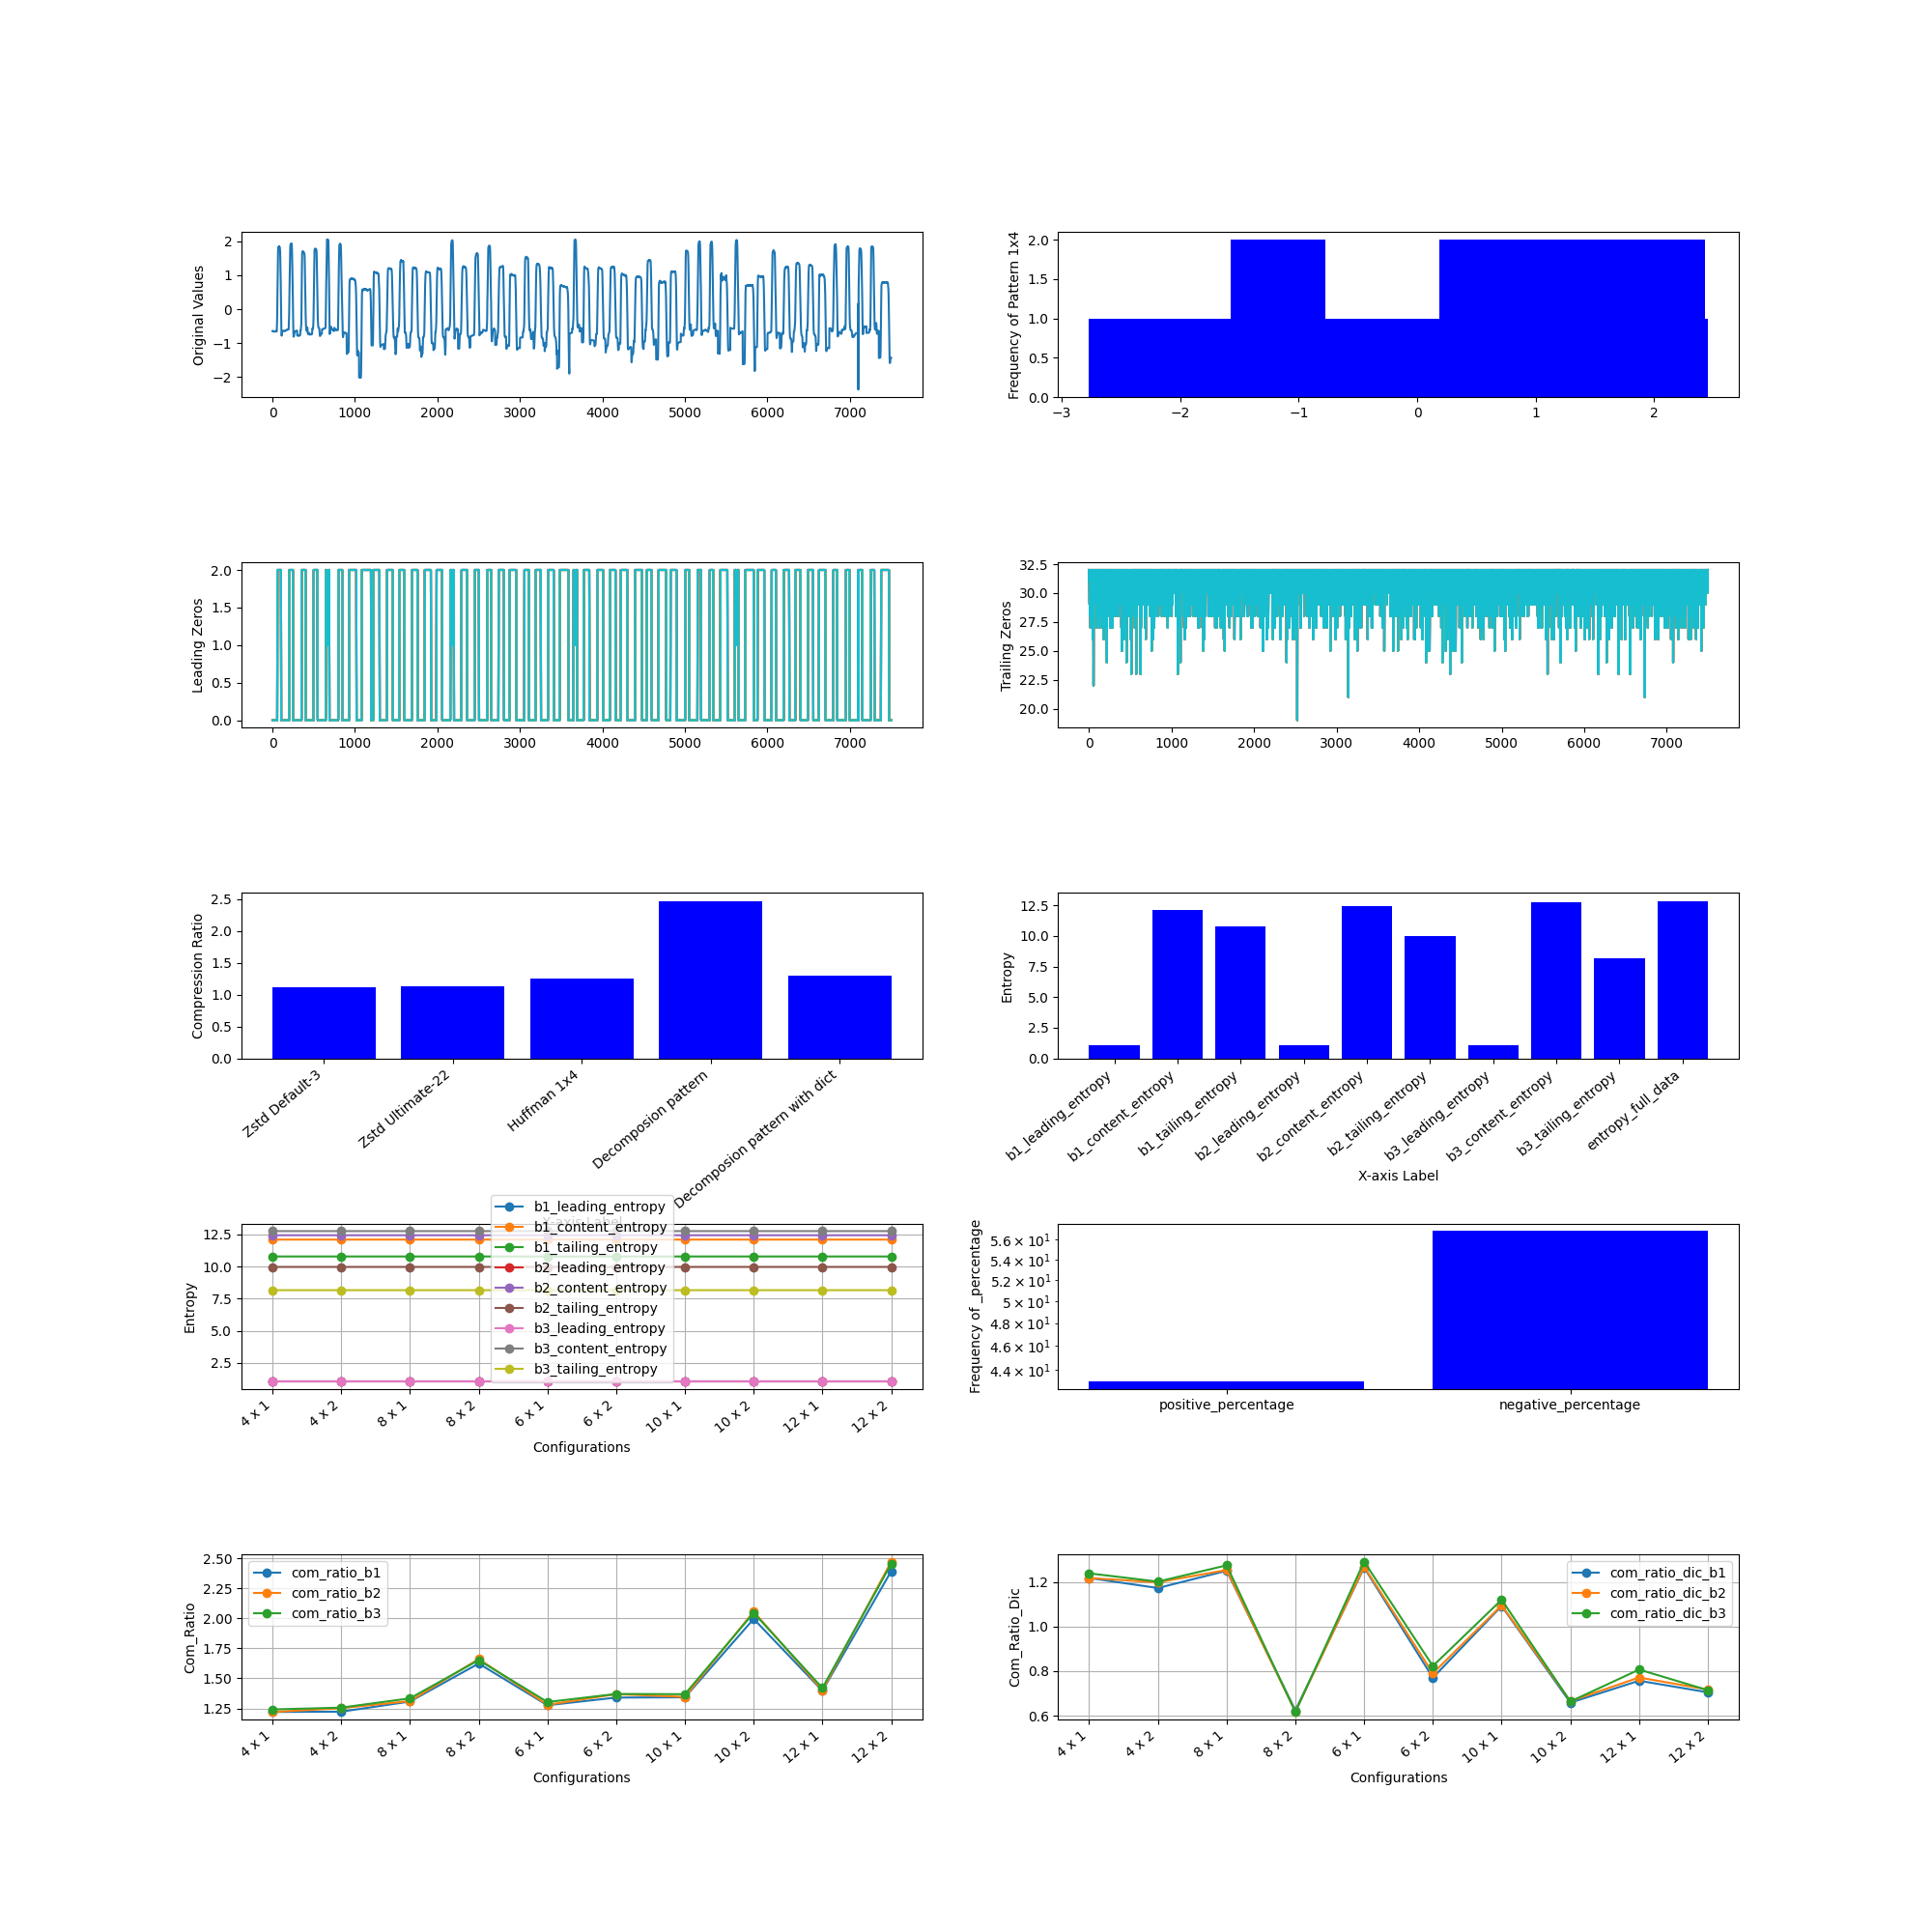 Original Values
2
1
0
−1
−2
0 1000 2000 3000 4000 5000 6000 7000
Frequency of Pattern 1x4
2.0
1.5
1.0
0.5
0.0
−3 −2 −1 0 1 2
Leading Zeros
2.0
1.5
1.0
0.5
0.0
0 1000 2000 3000 4000 5000 6000 7000
Trailing Zeros
32.5
30.0
27.5
25.0
22.5
20.0
0 1000 2000 3000 4000 5000 6000 7000
Compression Ratio
2.5
2.0
1.5
1.0
0.5
0.0
Zstd Default-3
Zstd Ultimate-22
Huffman 1x4
Decomposion pattern
Decomposion pattern with dict
X-axis Label
Entropy
12.5
10.0
7.5
5.0
2.5
0.0
b1_leading_entropy
b1_content_entropy
b1_tailing_entropy
b2_leading_entropy
b2_content_entropy
b2_tailing_entropy
b3_leading_entropy
b3_content_entropy
b3_tailing_entropy
entropy_full_data
X-axis Label
Entropy
12.5
10.0
7.5
5.0
2.5
b1_leading_entropy
b1_content_entropy
b1_tailing_entropy
b2_leading_entropy
b2_content_entropy
b2_tailing_entropy
b3_leading_entropy
b3_content_entropy
b3_tailing_entropy
4 x 1
4 x 2
8 x 1
8 x 2
6 x 1
6 x 2
10 x 1
10 x 2
12 x 1
12 x 2
Configurations
Frequency of _percentage
5.6 × 10¹
5.4 × 10¹
5.2 × 10¹
5 × 10¹
4.8 × 10¹
4.6 × 10¹
4.4 × 10¹
positive_percentage negative_percentage
Com_Ratio
2.50
2.25
2.00
1.75
1.50
1.25
com_ratio_b1
com_ratio_b2
com_ratio_b3
4 x 1
4 x 2
8 x 1
8 x 2
6 x 1
6 x 2
10 x 1
10 x 2
12 x 1
12 x 2
Configurations
Com_Ratio_Dic
1.2
1.0
0.8
0.6
com_ratio_dic_b1
com_ratio_dic_b2
com_ratio_dic_b3
4 x 1
4 x 2
8 x 1
8 x 2
6 x 1
6 x 2
10 x 1
10 x 2
12 x 1
12 x 2
Configurations